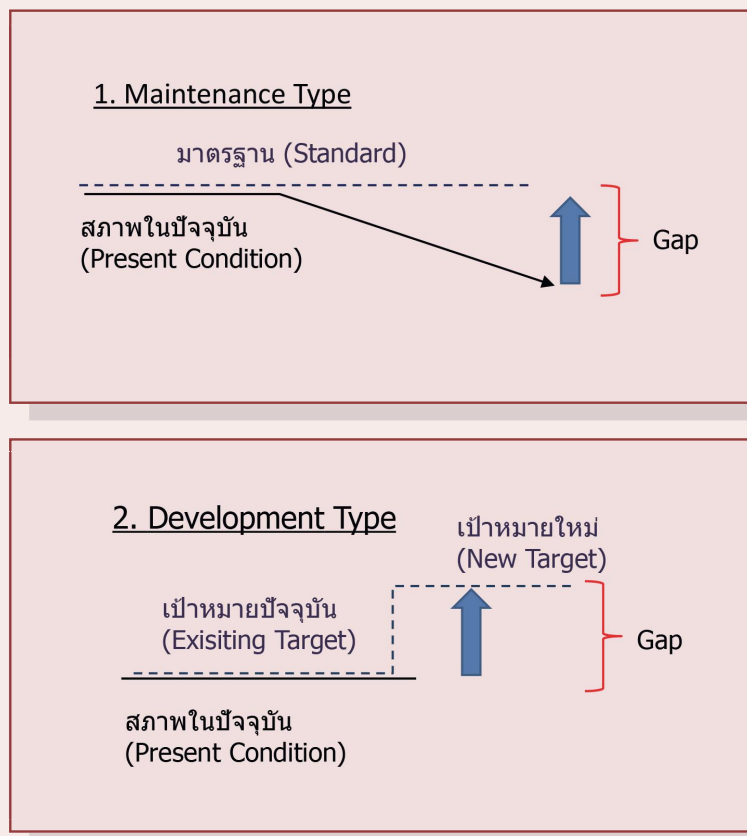 1. Maintenance Type
มาตรฐาน (Standard)
สภาพในปัจจุบัน
(Present Condition)
Gap
2. Development Type
เป้าหมายใหม่
(New Target)
เป้าหมายปัจจุบัน
(Exisiting Target)
Gap
สภาพในปัจจุบัน
(Present Condition)